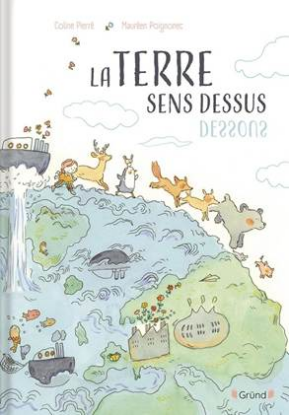 Coline Pierré Maurèen Poignonec
LA TERRE
SENS DESSUS
DESSOUS
Gründ